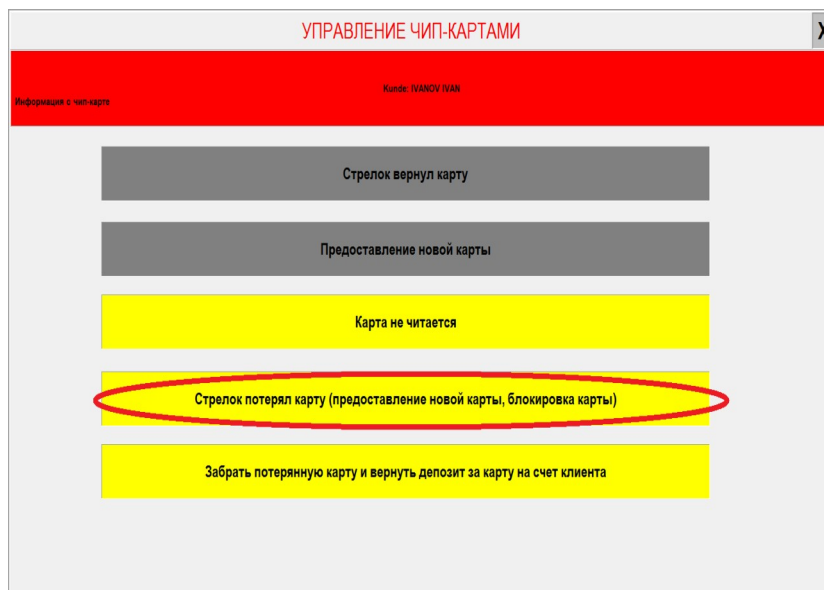 УПРАВЛЕНИЕ ЧИП-КАРТАМИ
X
Kunde: IVANOV IVAN
Информация о чип-карте
Стрелок вернул карту
Предоставление новой карты
Карта не читается
Стрелок потерял карту (предоставление новой карты, блокировка карты)
Забрать потерянную карту и вернуть депозит за карту на счет клиента